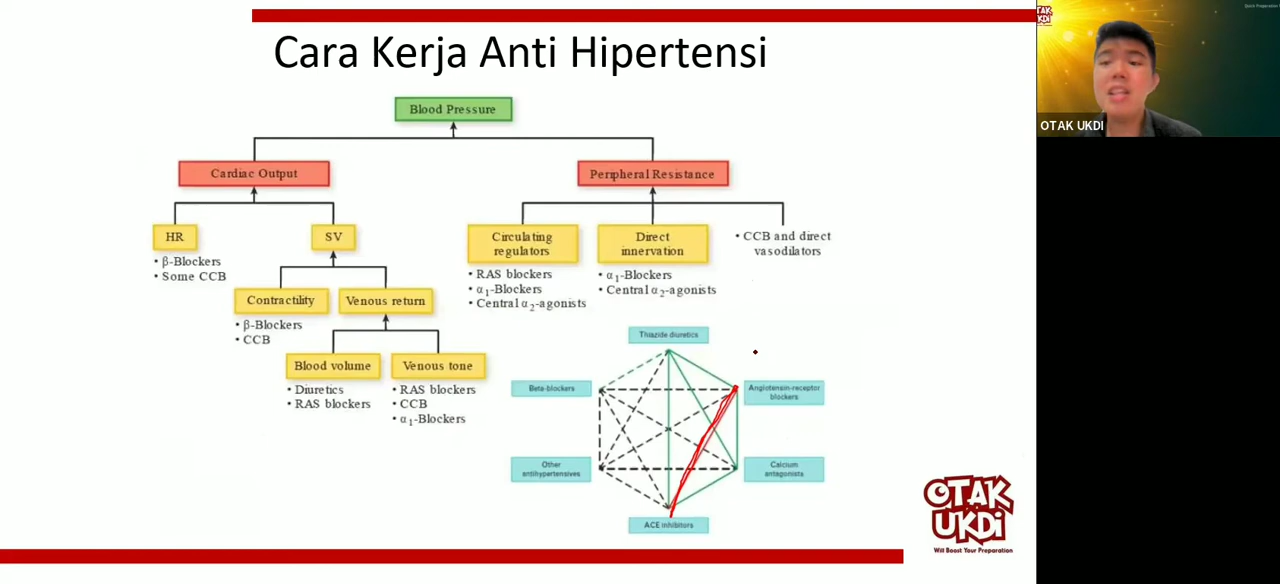 Cara Kerja Anti Hipertensi
Blood Pressure
Cardiac Output
Peripheral Resistance
HR
• β-Blockers
• Some CCB
SV
Contractility
• β-Blockers
• CCB
Venous return
Blood volume
• Diuretics
• RAS blockers
Venous tone
• RAS blockers
• CCB
• α₁-Blockers
Circulating
regulators
• RAS blockers
• α₁-Blockers
• Central α₂-agonists
Direct
innervation
• α₁-Blockers
• Central α₂-agonists
• CCB and direct
vasodilators
Thiazide diuretics
Beta-blockers
Angiotensin-receptor
blockers
Other
antihypertensives
Calcium
antagonists
ACE inhibitors
OTAK
UKDI
Will Boost Your Preparation
OTAK UKDI